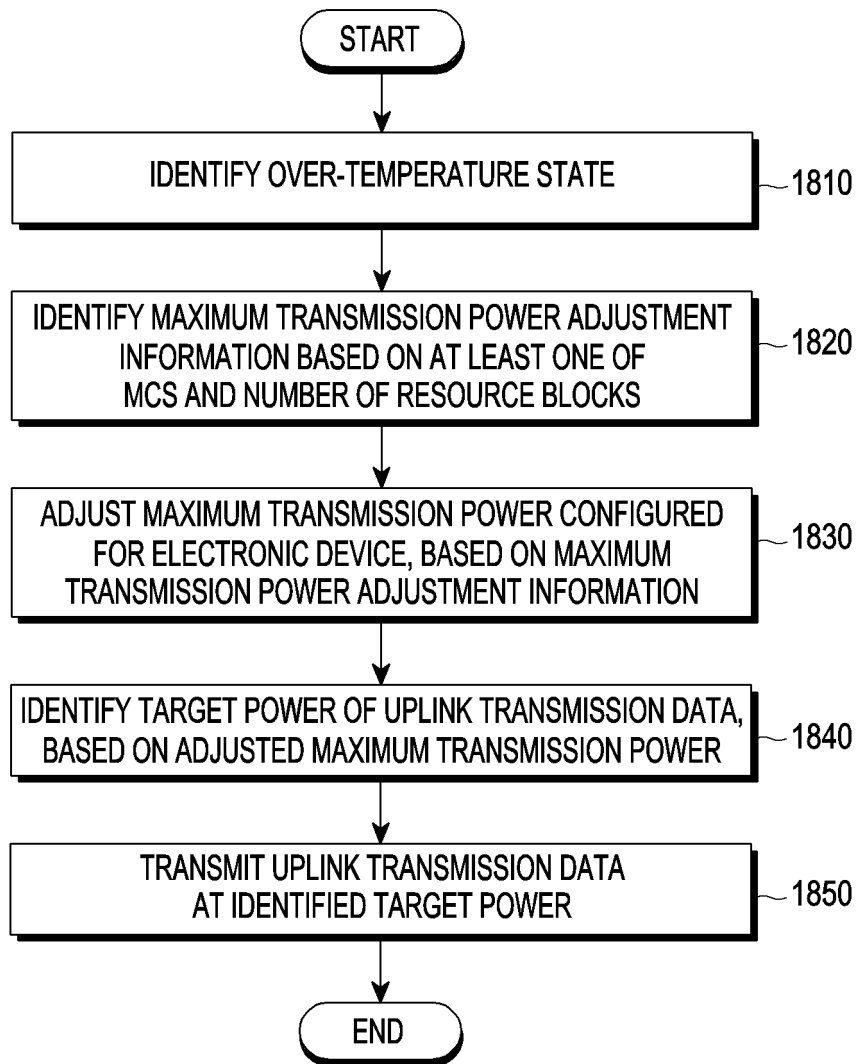 START
IDENTIFY OVER-TEMPERATURE STATE
1810
IDENTIFY MAXIMUM TRANSMISSION POWER ADJUSTMENT
INFORMATION BASED ON AT LEAST ONE OF
MCS AND NUMBER OF RESOURCE BLOCKS
1820
ADJUST MAXIMUM TRANSMISSION POWER CONFIGURED
FOR ELECTRONIC DEVICE, BASED ON MAXIMUM
TRANSMISSION POWER ADJUSTMENT INFORMATION
1830
IDENTIFY TARGET POWER OF UPLINK TRANSMISSION DATA,
BASED ON ADJUSTED MAXIMUM TRANSMISSION POWER
1840
TRANSMIT UPLINK TRANSMISSION DATA
AT IDENTIFIED TARGET POWER
1850
END